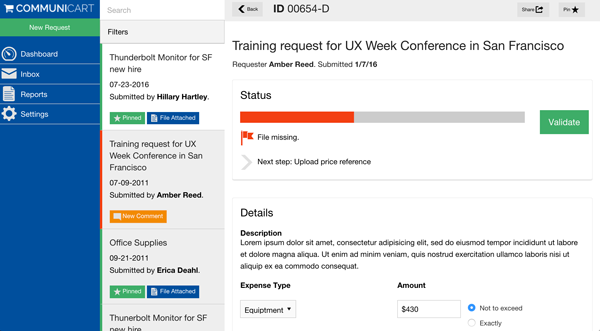 COMMUNICART
New Request
Dashboard
Inbox
Reports
Settings
Search
Filters
Thunderbolt Monitor for SF
new hire
07-23-2016
Submitted by Hillary Hartley.
Pinned
File Attached
Training request for UX
Week Conference in San
Francisco
07-09-2011
Submitted by Amber Reed.
New Comment
Office Supplies
09-21-2011
Submitted by Erica Deahl.
Pinned
File Attached
Thunderbolt Monitor for SF
new hire
Back
ID 00654-D
Share
Pin
Training request for UX Week Conference in San Francisco
Requester Amber Reed. Submitted 1/7/16
Status
File missing.
Next step: Upload price reference
Validate
Details
Description
Lorem ipsum dolor sit amet, consectetur adipisicing elit, sed do eiusmod tempor incididunt ut labore
et dolore magna aliqua. Ut enim ad minim veniam, quis nostrud exercitation ullamco laboris nisi ut
aliquip ex ea commodo consequat.
Expense Type
Equiptment
Amount
$430
Not to exceed
Exactly